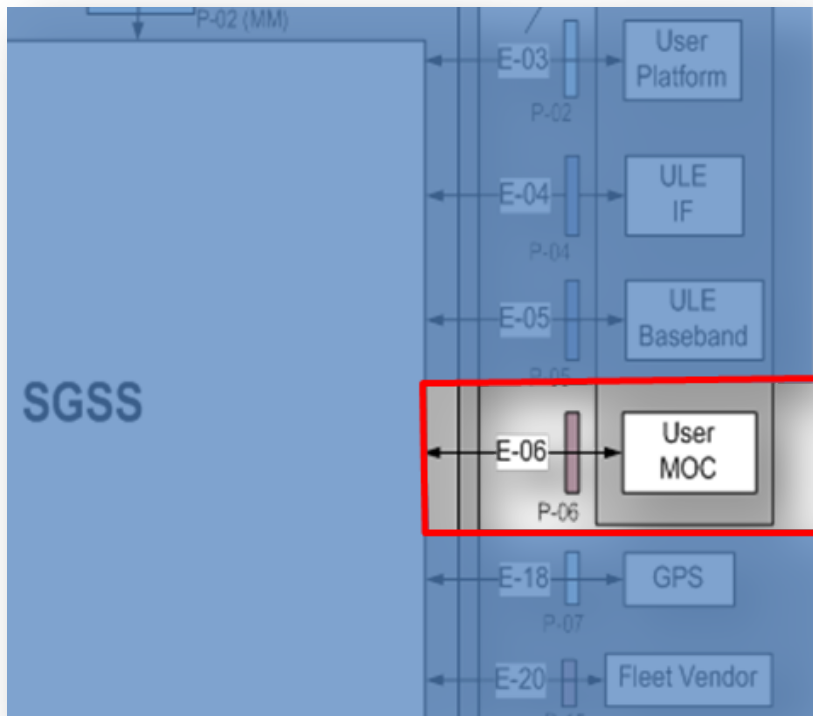 P-02 (MM)
E-03
User
Platform
P-02
E-04
ULE
IF
P-04
E-05
ULE
Baseband
P-05
SGSS
E-06
User
MOC
P-06
E-18
GPS
P-07
E-20
Fleet Vendor